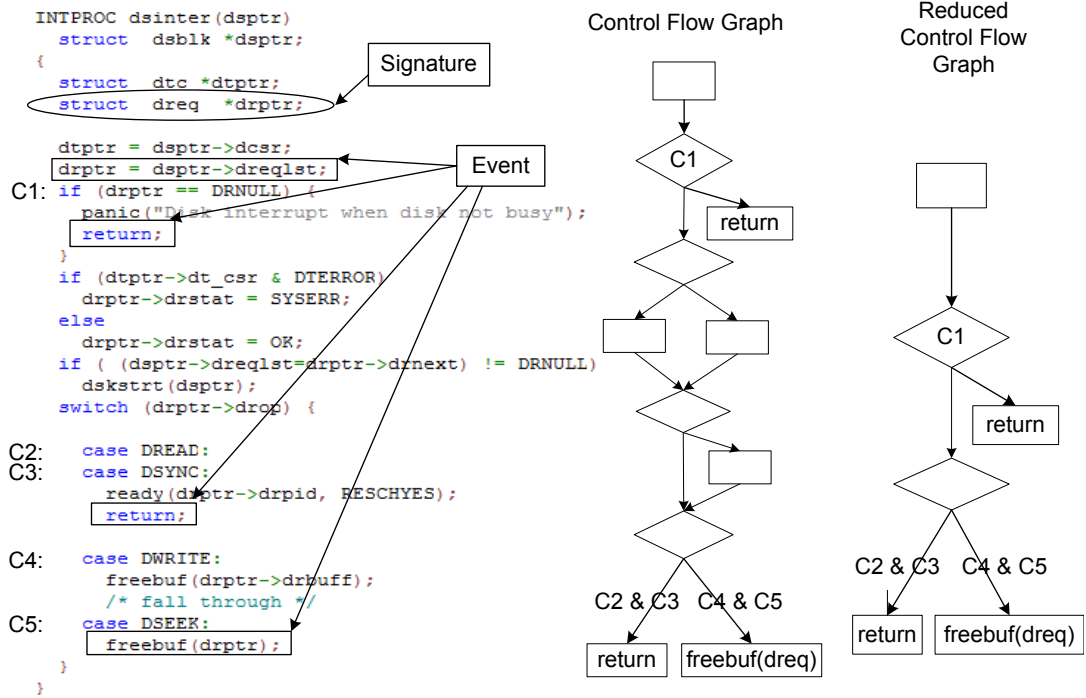 INTPROC dsinter(dsptr)
struct dsblk *dsptr;
{
struct dtc *dtptr;
struct dreq *drptr;
Signature
dtptr = dsptr->dcsr;
drptr = dsptr->dreqlst;
Event
C1: if (drptr == DRNULL) {
panic("Disk interrupt when disk not busy");
return;
}
if (dtptr->dt_csr & DTERROR)
drptr->drstat = SYSERR;
else
drptr->drstat = OK;
if ( (dsptr->dreqlst=drptr->drnext) != DRNULL)
dskstrt(dsptr);
switch (drptr->drop) {
C2: case DREAD:
C3: case DSYNC:
ready(drptr->drpid, RESCHYES);
return;
C4: case DWRITE:
freebuf(drptr->drbuff);
/* fall through */
C5: case DSEEK:
freebuf(drptr);
}
}
Control Flow Graph
C1
return
C2 & C3
C4 & C5
return
freebuf(dreq)
Reduced
Control Flow
Graph
C1
return
C2 & C3
C4 & C5
return
freebuf(dreq)